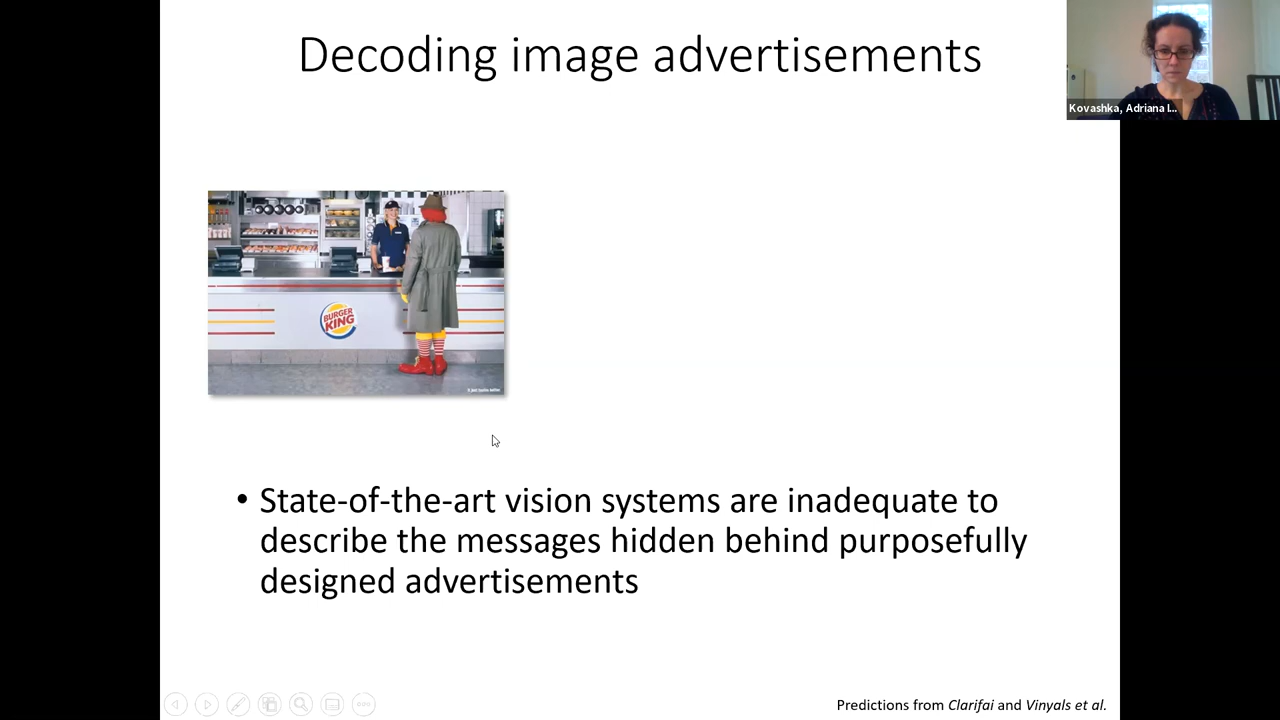 Decoding image advertisements
Kovashka, Adriana I...
BURGER
KING
• State-of-the-art vision systems are inadequate to
describe the messages hidden behind purposefully
designed advertisements
Predictions from Clarifai and Vinyals et al.